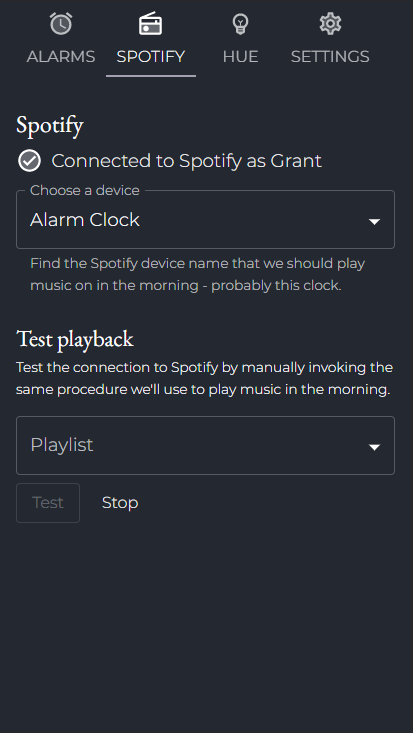 ALARMS SPOTIFY HUE SETTINGS
Spotify
Connected to Spotify as Grant
Choose a device
Alarm Clock
Find the Spotify device name that we should play
music on in the morning - probably this clock.
Test playback
Test the connection to Spotify by manually invoking the
same procedure we'll use to play music in the morning.
Playlist
Test Stop